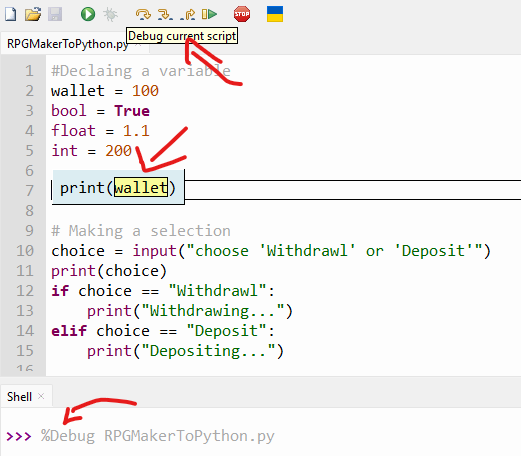 STOP
Debug current script
RPGMakerToPython.py
1 #Declaing a variable
2 wallet = 100
3 bool = True
4 float = 1.1
5 int = 200
6
7 print(wallet)
8
9 # Making a selection
10 choice = input("choose 'Withdrawl' or 'Deposit'")
11 print(choice)
12 if choice == "Withdrawl":
13     print("Withdrawing...")
14 elif choice == "Deposit":
15     print("Depositing...")
16
Shell ×
>>> %Debug RPGMakerToPython.py